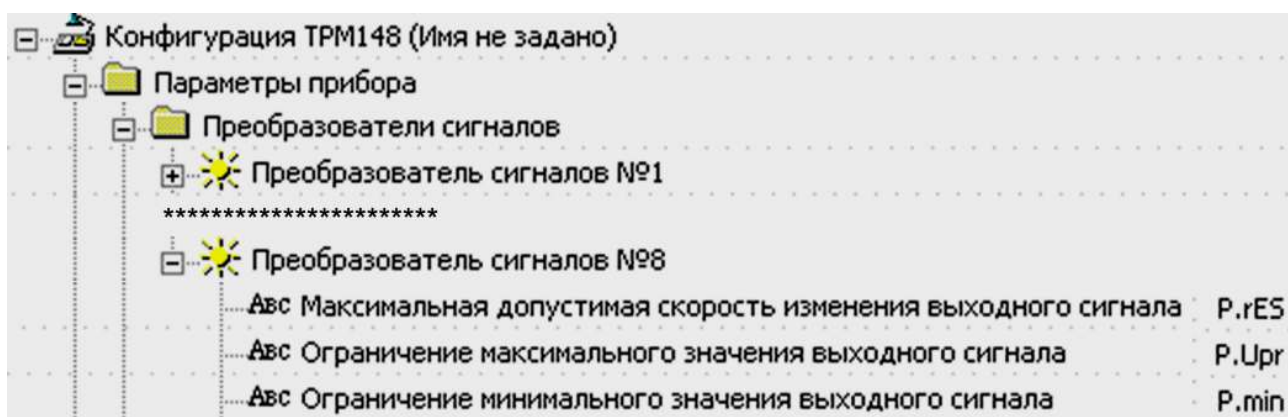 Конфигурация ТРМ148 (Имя не задано)
Параметры прибора
Преобразователи сигналов
Преобразователь сигналов №1
***********************
Преобразователь сигналов №8
Авс Максимальная допустимая скорость изменения выходного сигнала P.rES
Авс Ограничение максимального значения выходного сигнала P.Upr
Авс Ограничение минимального значения выходного сигнала P.min